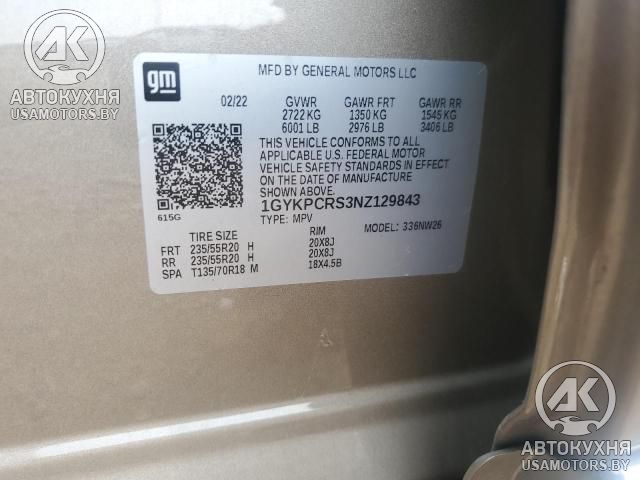 АВТОКУХНЯ
USAMOTORS.BY
gm
MFD BY GENERAL MOTORS LLC
02/22 GVWR GAWR FRT GAWR RR
2722 KG 1350 KG 1545 KG
6001 LB 2976 LB 3406 LB
THIS VEHICLE CONFORMS TO ALL
APPLICABLE U.S. FEDERAL MOTOR
VEHICLE SAFETY STANDARDS IN EFFECT
ON THE DATE OF MANUFACTURE
SHOWN ABOVE.
615G
1GYKPCRS3NZ129843
TYPE: MPV MODEL: 336NW26
TIRE SIZE RIM
FRT 235/55R20 H 20X8J
RR 235/55R20 H 20X8J
SPA T135/70R18 M 18X4.5B
АК
АВТОКУХНЯ
USAMOTORS.BY